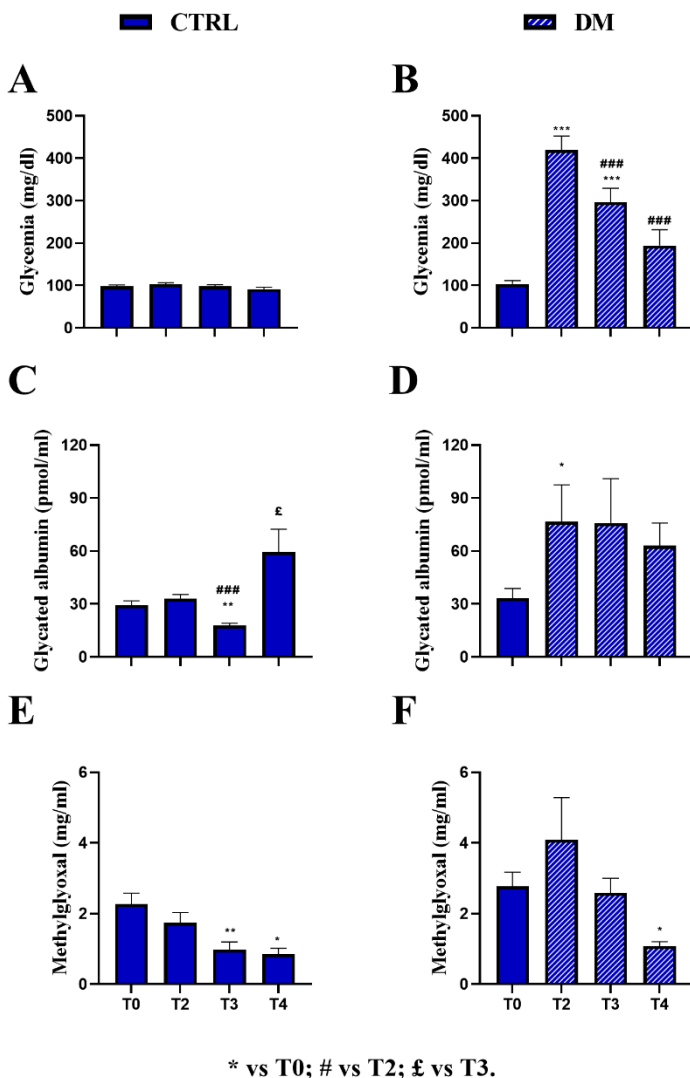 CTRL
DM
A
B
Glycemia (mg/dl)
500
400
300
200
100
0
Glycemia (mg/dl)
500
400
300
200
100
0
***
###
***
###
C
D
Glycated albumin (pmol/ml)
120
90
60
30
0
###
**
£
Glycated albumin (pmol/ml)
120
90
60
30
0
*
E
F
Methylglyoxal (mg/ml)
6
4
2
0
**
*
T0 T2 T3 T4
Methylglyoxal (mg/ml)
6
4
2
0
*
T0 T2 T3 T4
* vs T0; # vs T2; £ vs T3.